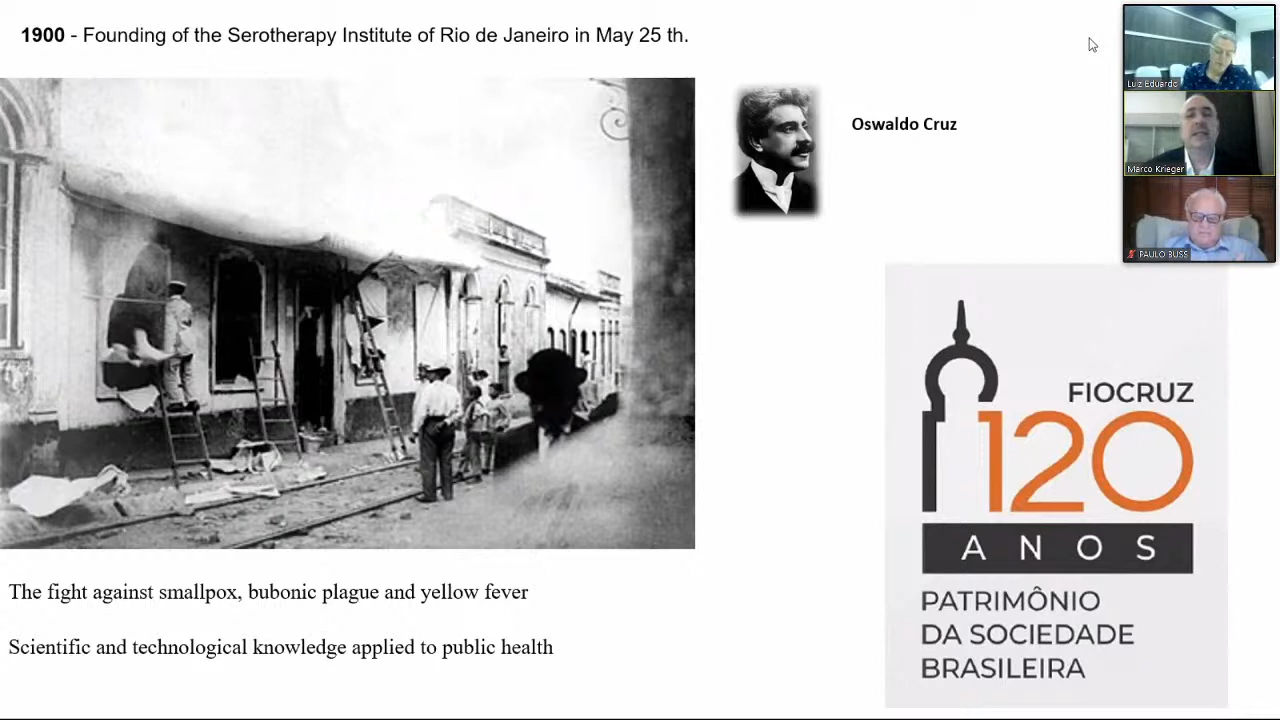 1900 - Founding of the Serotherapy Institute of Rio de Janeiro in May 25 th.
Oswaldo Cruz
Luiz Eduardo
Marco Krieger
PAULO BUSS
FIOCRUZ
120
ANOS
PATRIMÔNIO
DA SOCIEDADE
BRASILEIRA
The fight against smallpox, bubonic plague and yellow fever
Scientific and technological knowledge applied to public health